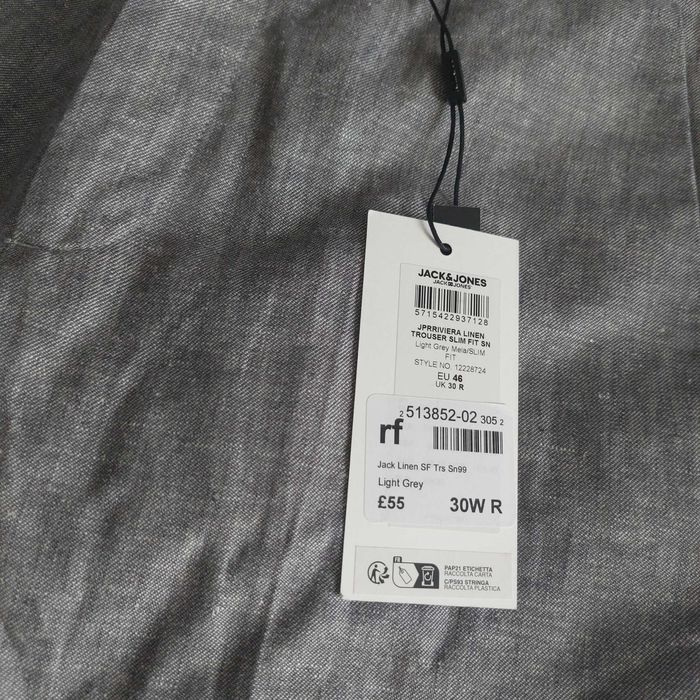 JACK&JONES
JACK&JONES
5715422937128
JPRRIVIERA LINEN
TROUSER SLIM FIT SN
Light Grey Mela/SLIM
FIT
STYLE NO. 12228724
EU 46
UK 30 R
2 513852-02 305 2
rf
Jack Linen SF Trs Sn99
Light Grey
£55 30W R
FR
PAP21 ETICHETTA
RACCOLTA CARTA
C/PS93 STRINGA
RACCOLTA PLASTICA